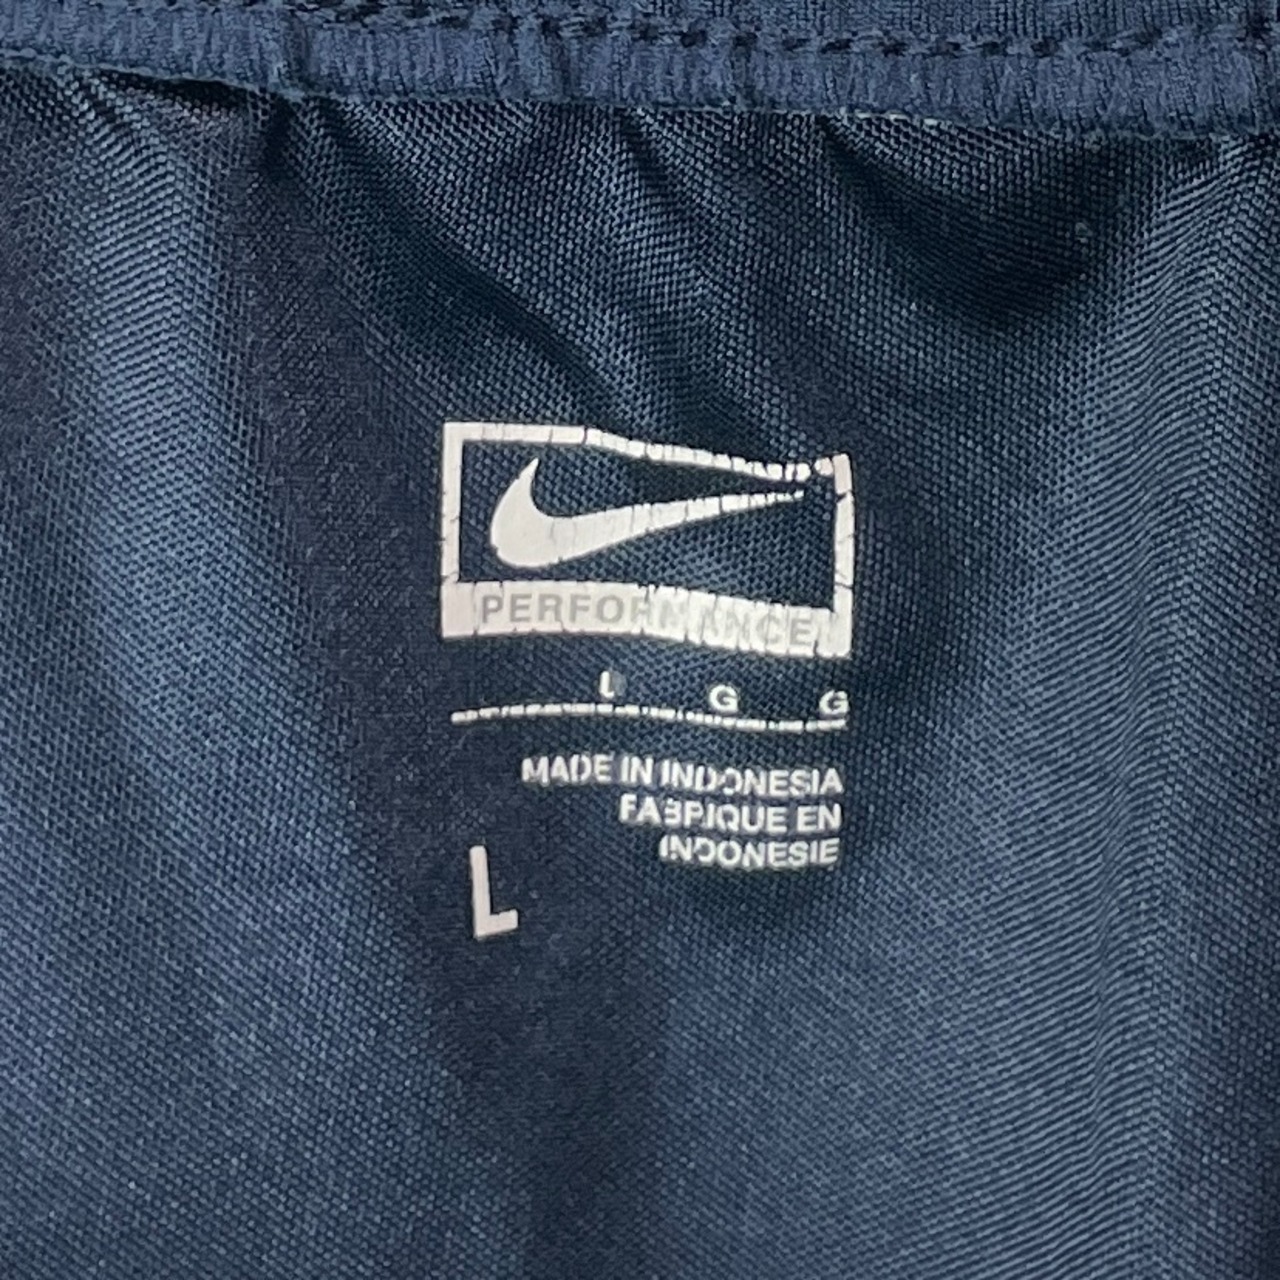 PERFORMANCE
L G G
MADE IN INDONESIA
FABRIQUE EN
INDONESIE
L